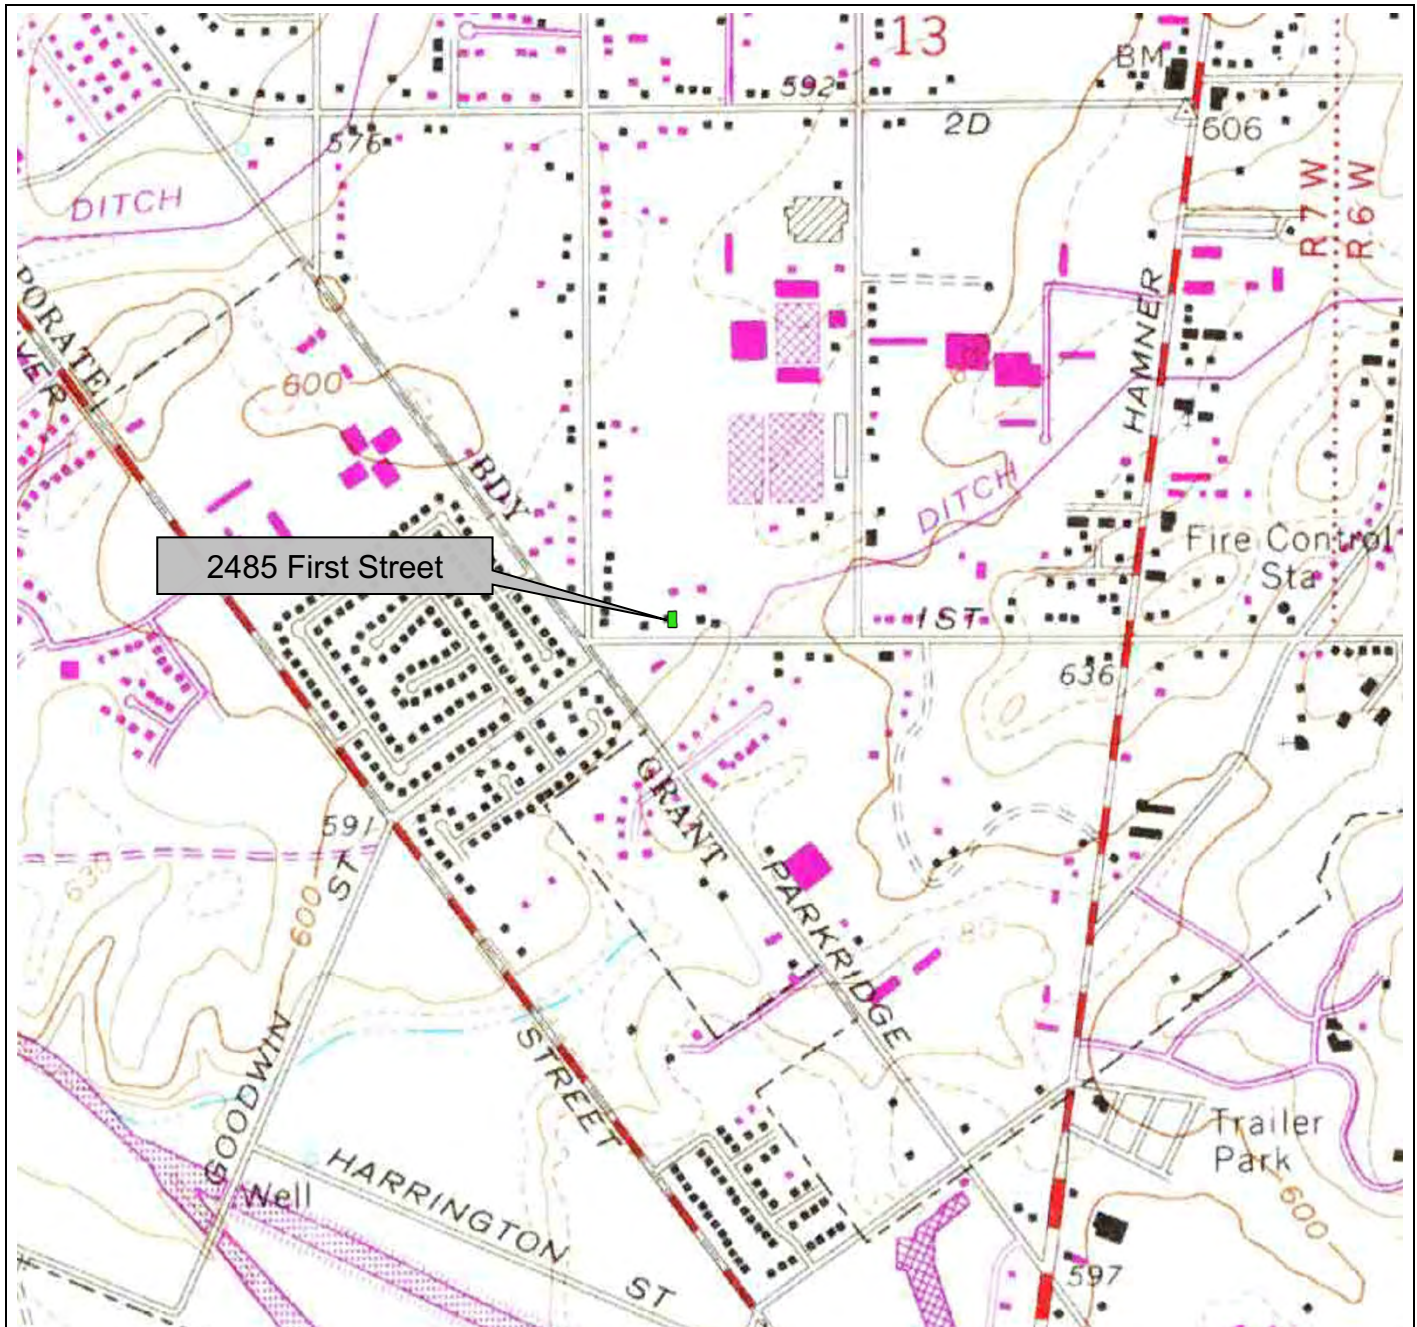 13
BM
592
2D
606
576
DITCH
R 7 W
R 6 W
PORATE
HAMNER
600
BDY
DITCH
Fire Control
Sta
2485 First Street
1ST
636
GRANT
591
630
ST
600
PARKRIDGE
STREET
GOODWIN
Trailer
Park
HARRINGTON
Well
600
ST
597